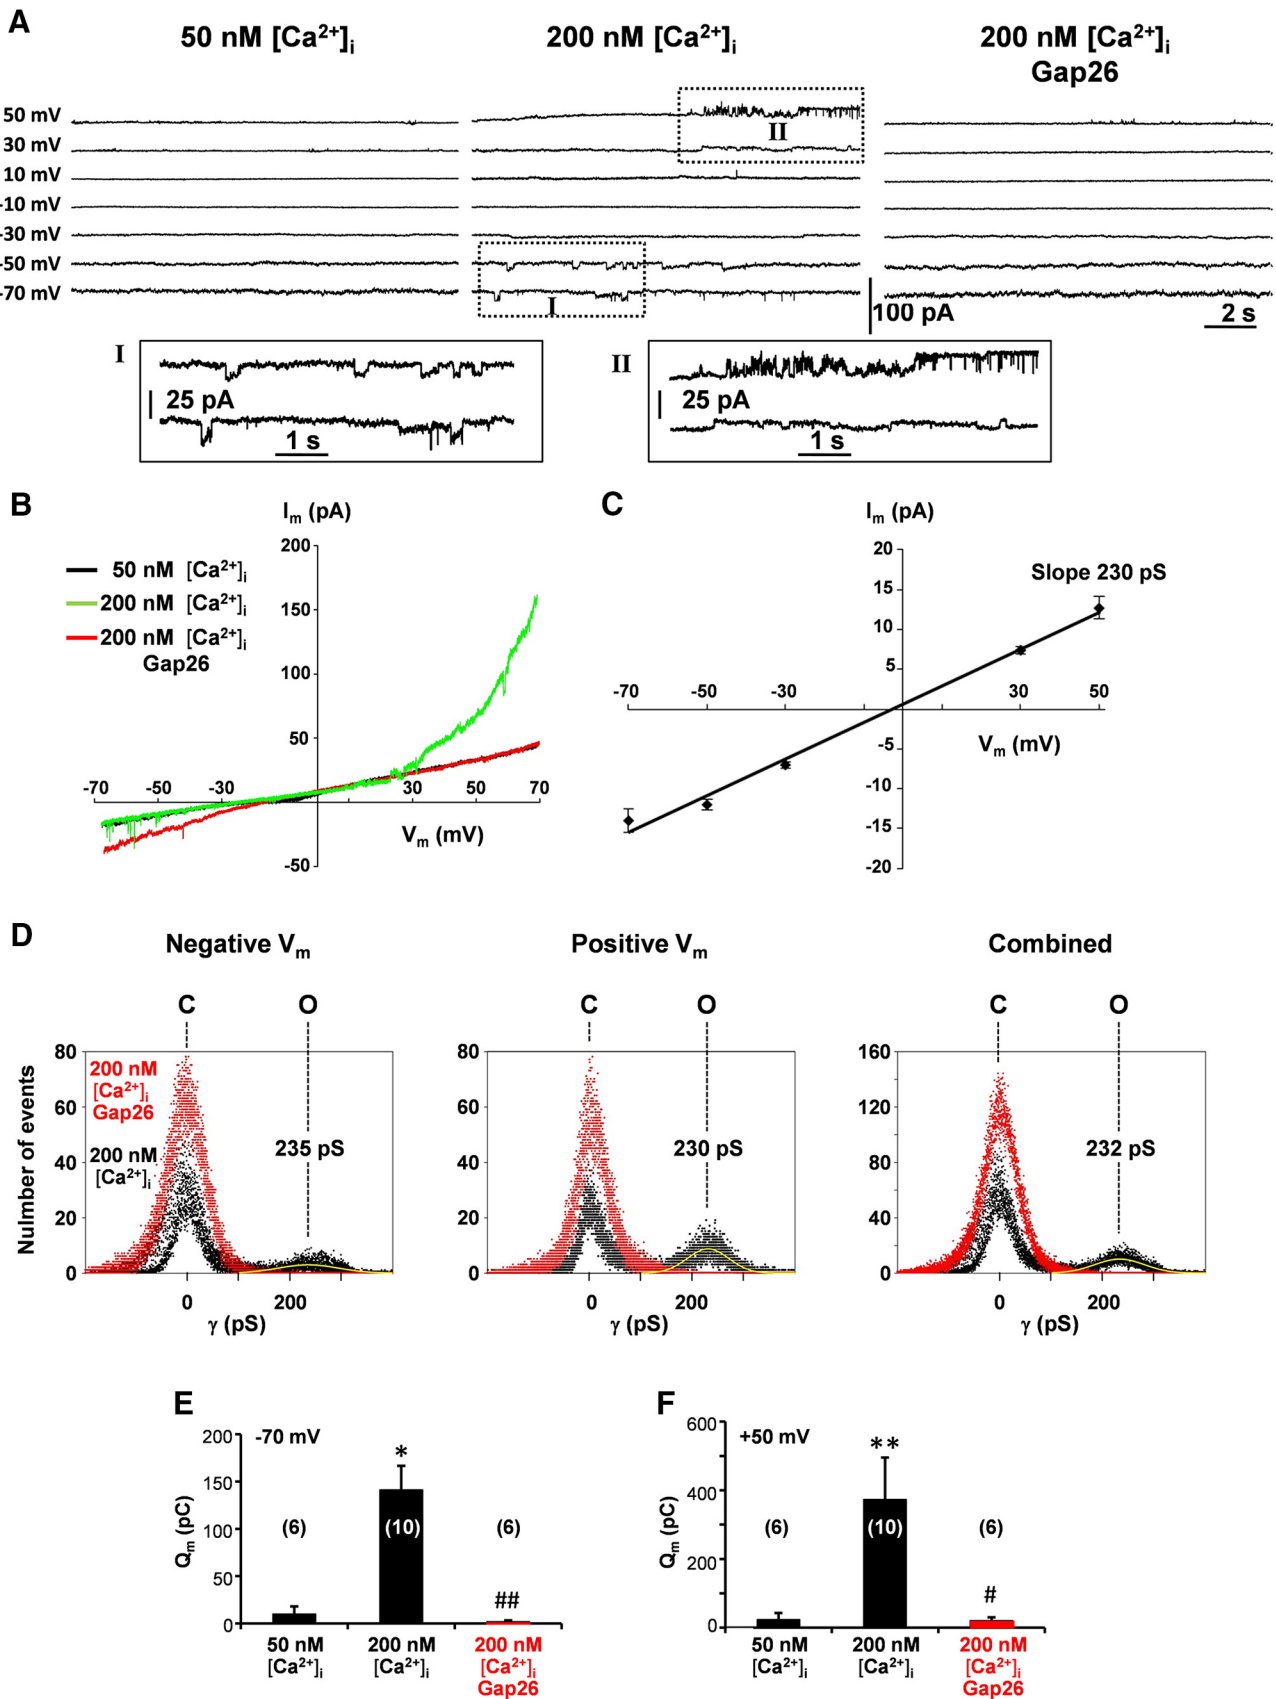 A
50 nM [Ca²⁺]ᵢ
200 nM [Ca²⁺]ᵢ
200 nM [Ca²⁺]ᵢ
Gap26
50 mV
30 mV
10 mV
-10 mV
-30 mV
-50 mV
-70 mV
II
I
100 pA
2 s
I
25 pA
1 s
II
25 pA
1 s
B
Iₘ (pA)
50 nM [Ca²⁺]ᵢ
200 nM [Ca²⁺]ᵢ
200 nM [Ca²⁺]ᵢ
Gap26
200
150
100
50
-50
-70 -50 -30 30 50 70
Vₘ (mV)
C
Iₘ (pA)
Slope 230 pS
20
15
10
5
-5
-10
-15
-20
-70 -50 -30 30 50
Vₘ (mV)
D
Negative Vₘ
Positive Vₘ
Combined
C O
C O
C O
Nulmber of events
80
60
40
20
0
200 nM
[Ca²⁺]ᵢ
Gap26
200 nM
[Ca²⁺]ᵢ
235 pS
0 200
γ (pS)
80
60
40
20
0
230 pS
0 200
γ (pS)
160
120
80
40
0
232 pS
0 200
γ (pS)
E
-70 mV
Qₘ (pC)
200
150
100
50
0
*
##
(6) (10) (6)
50 nM
[Ca²⁺]ᵢ
200 nM
[Ca²⁺]ᵢ
200 nM
[Ca²⁺]ᵢ
Gap26
F
+50 mV
Qₘ (pC)
600
400
200
0
**
#
(6) (10) (6)
50 nM
[Ca²⁺]ᵢ
200 nM
[Ca²⁺]ᵢ
200 nM
[Ca²⁺]ᵢ
Gap26